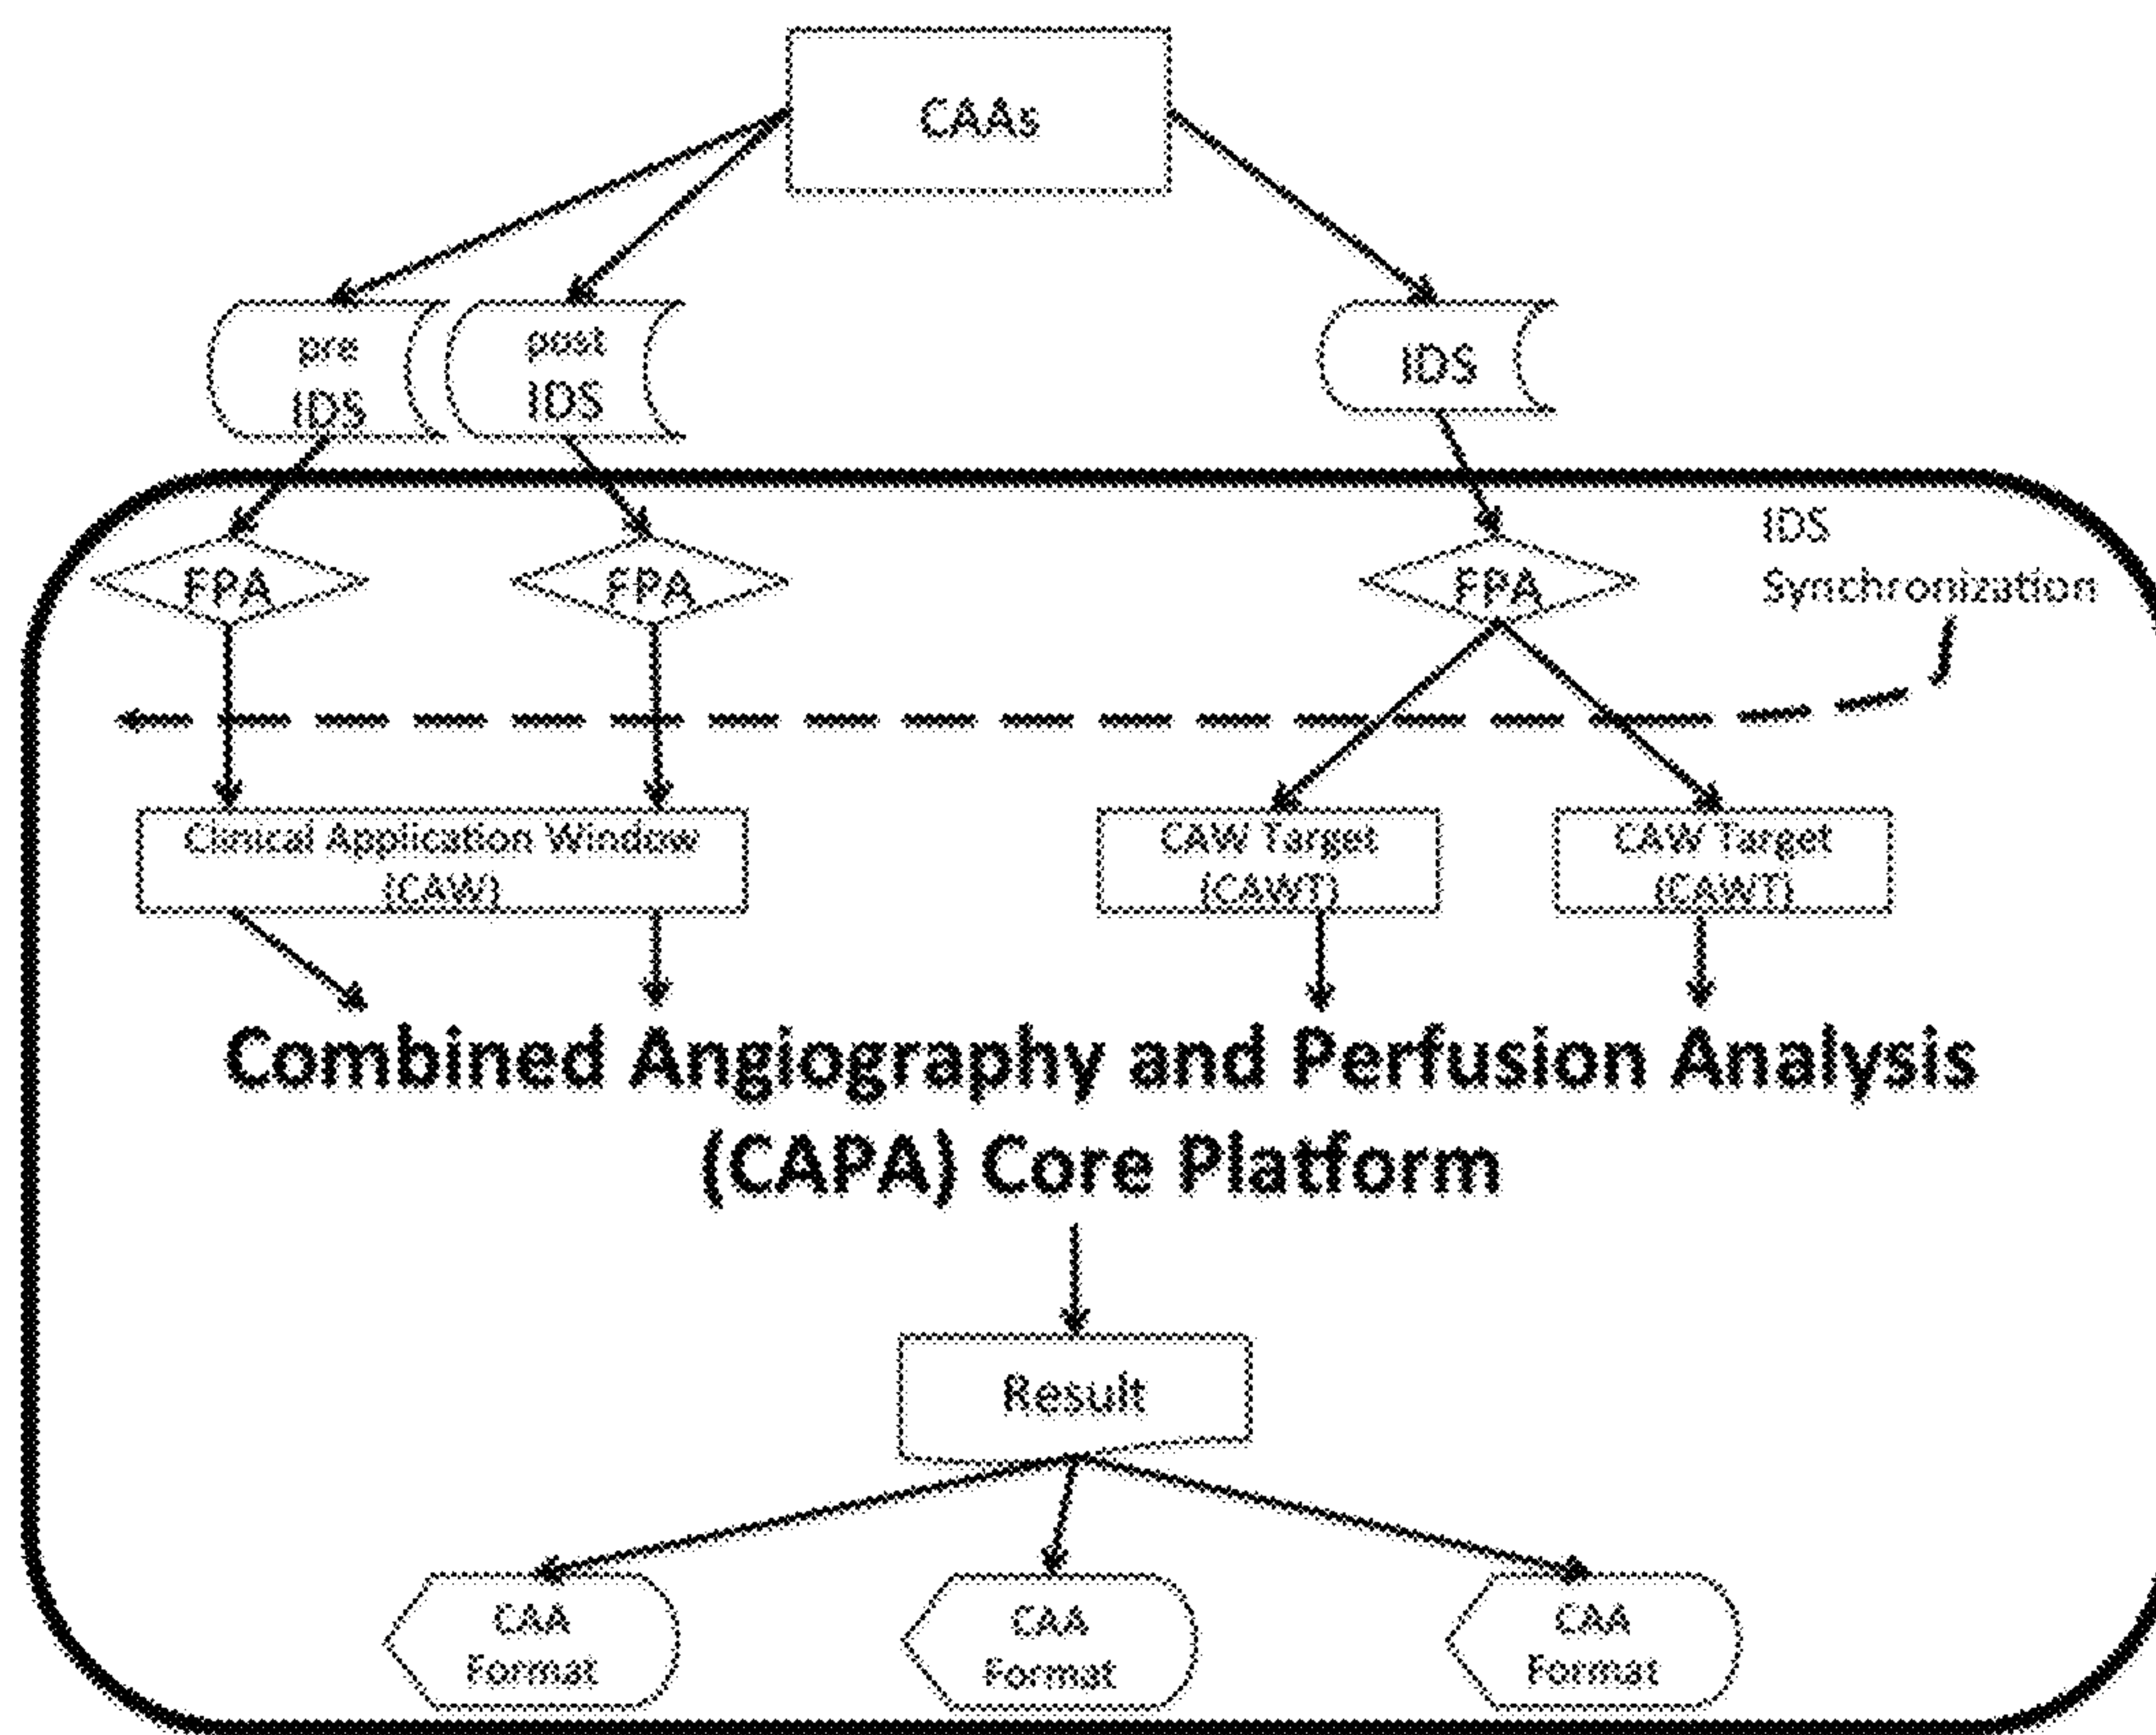 CAAs
pre
IDS
post
IDS
IDS
FPA
FPA
FPA
IDS
Synchronization
Clinical Application Window
(CAW)
CAW Target
(CAWT)
CAW Target
(CAWT)
Combined Angiography and Perfusion Analysis
(CAPA) Core Platform
Result
CAA
Format
CAA
Format
CAA
Format